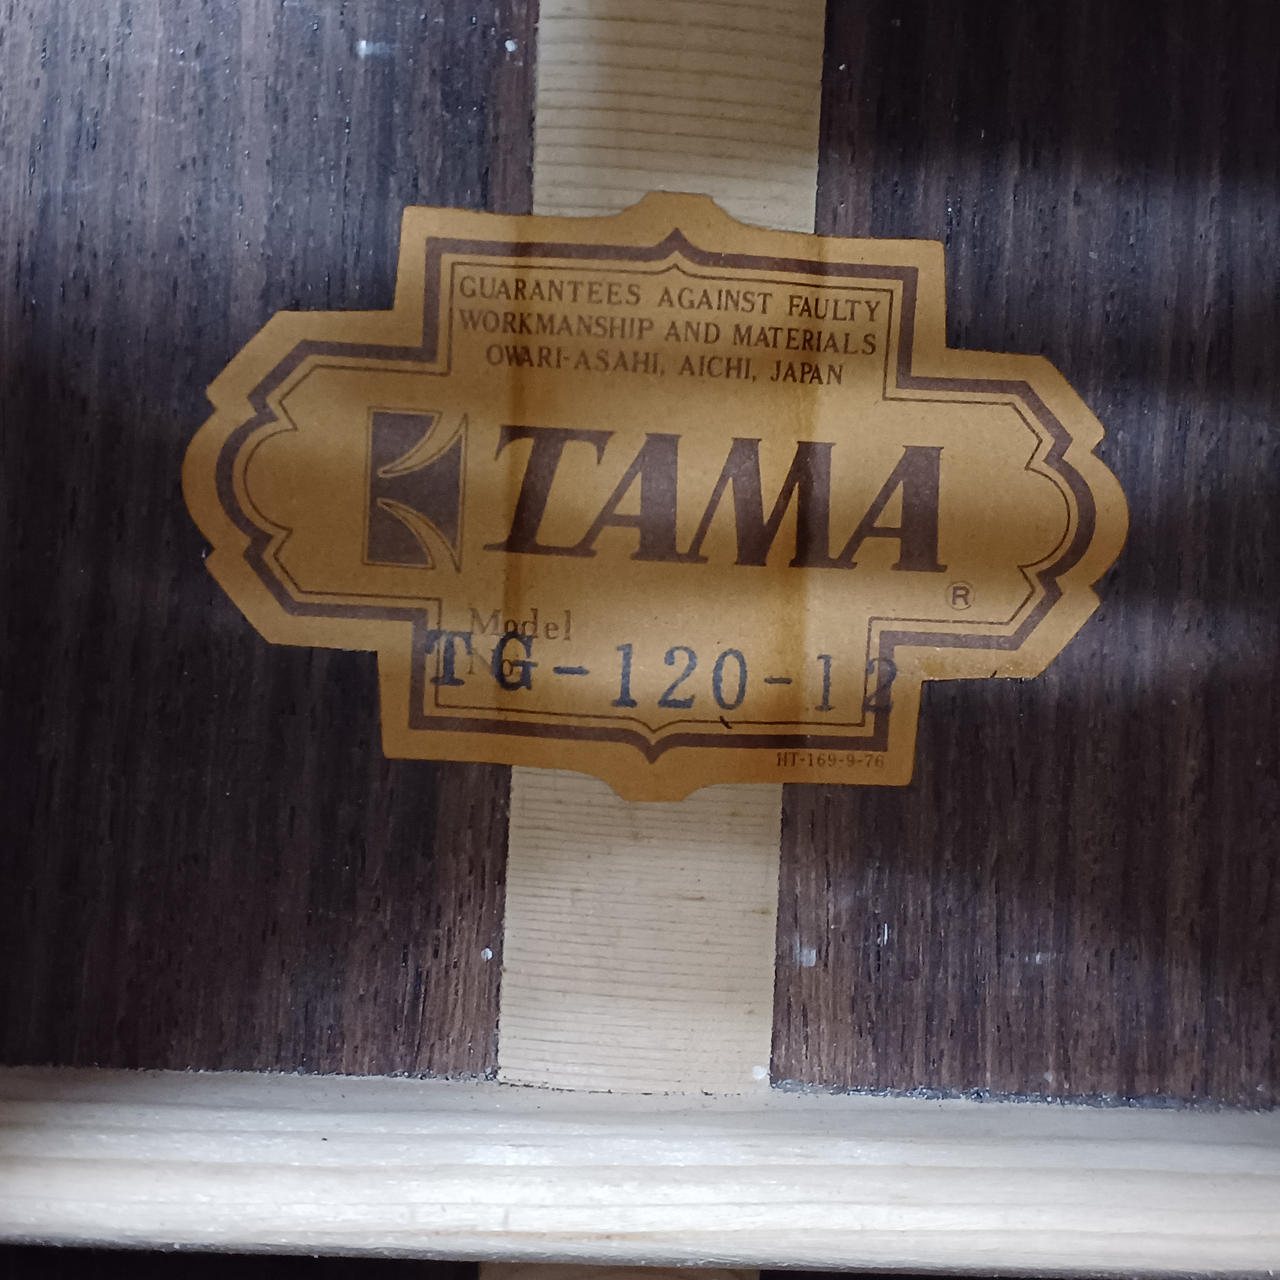 GUARANTEES AGAINST FAULTY
WORKMANSHIP AND MATERIALS
OWARI-ASAHI, AICHI, JAPAN
TAMA
®
Model
No.
TG-120-12
HT-169-9-76